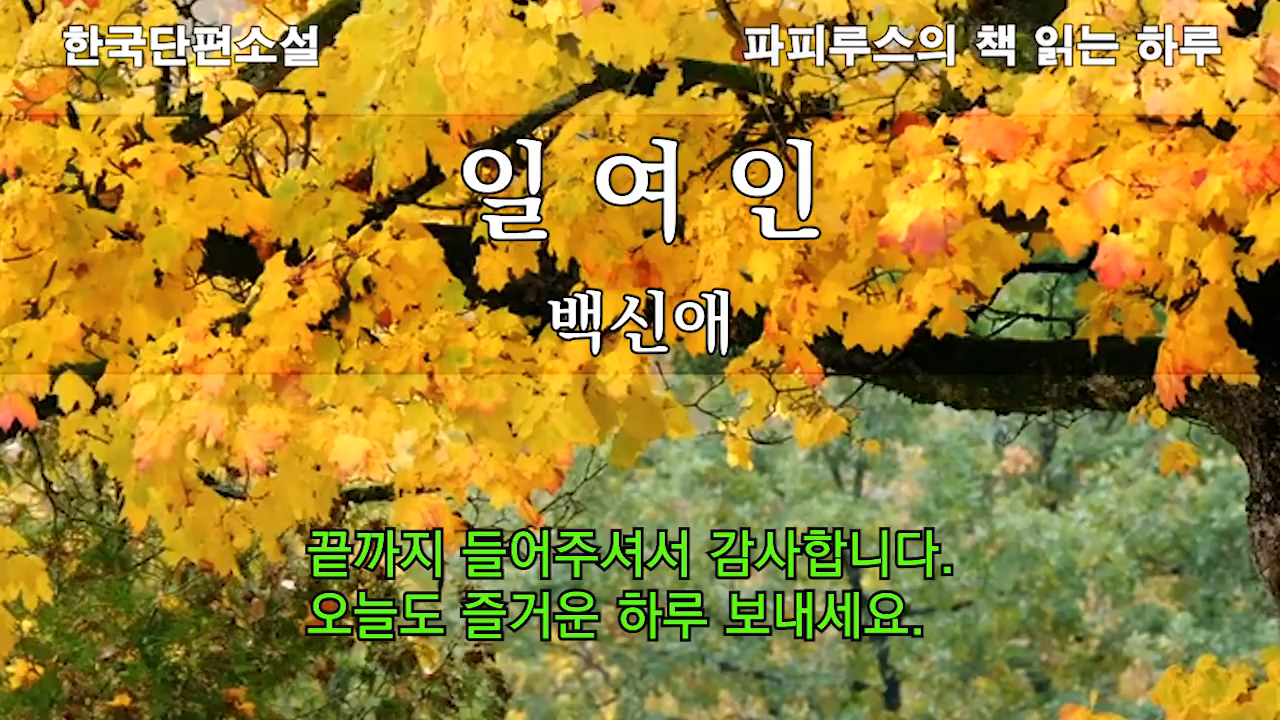 한국단편소설
파피루스의 책 읽는 하루
일 여 인
백신애
끝까지 들어주셔서 감사합니다.
오늘도 즐거운 하루 보내세요.